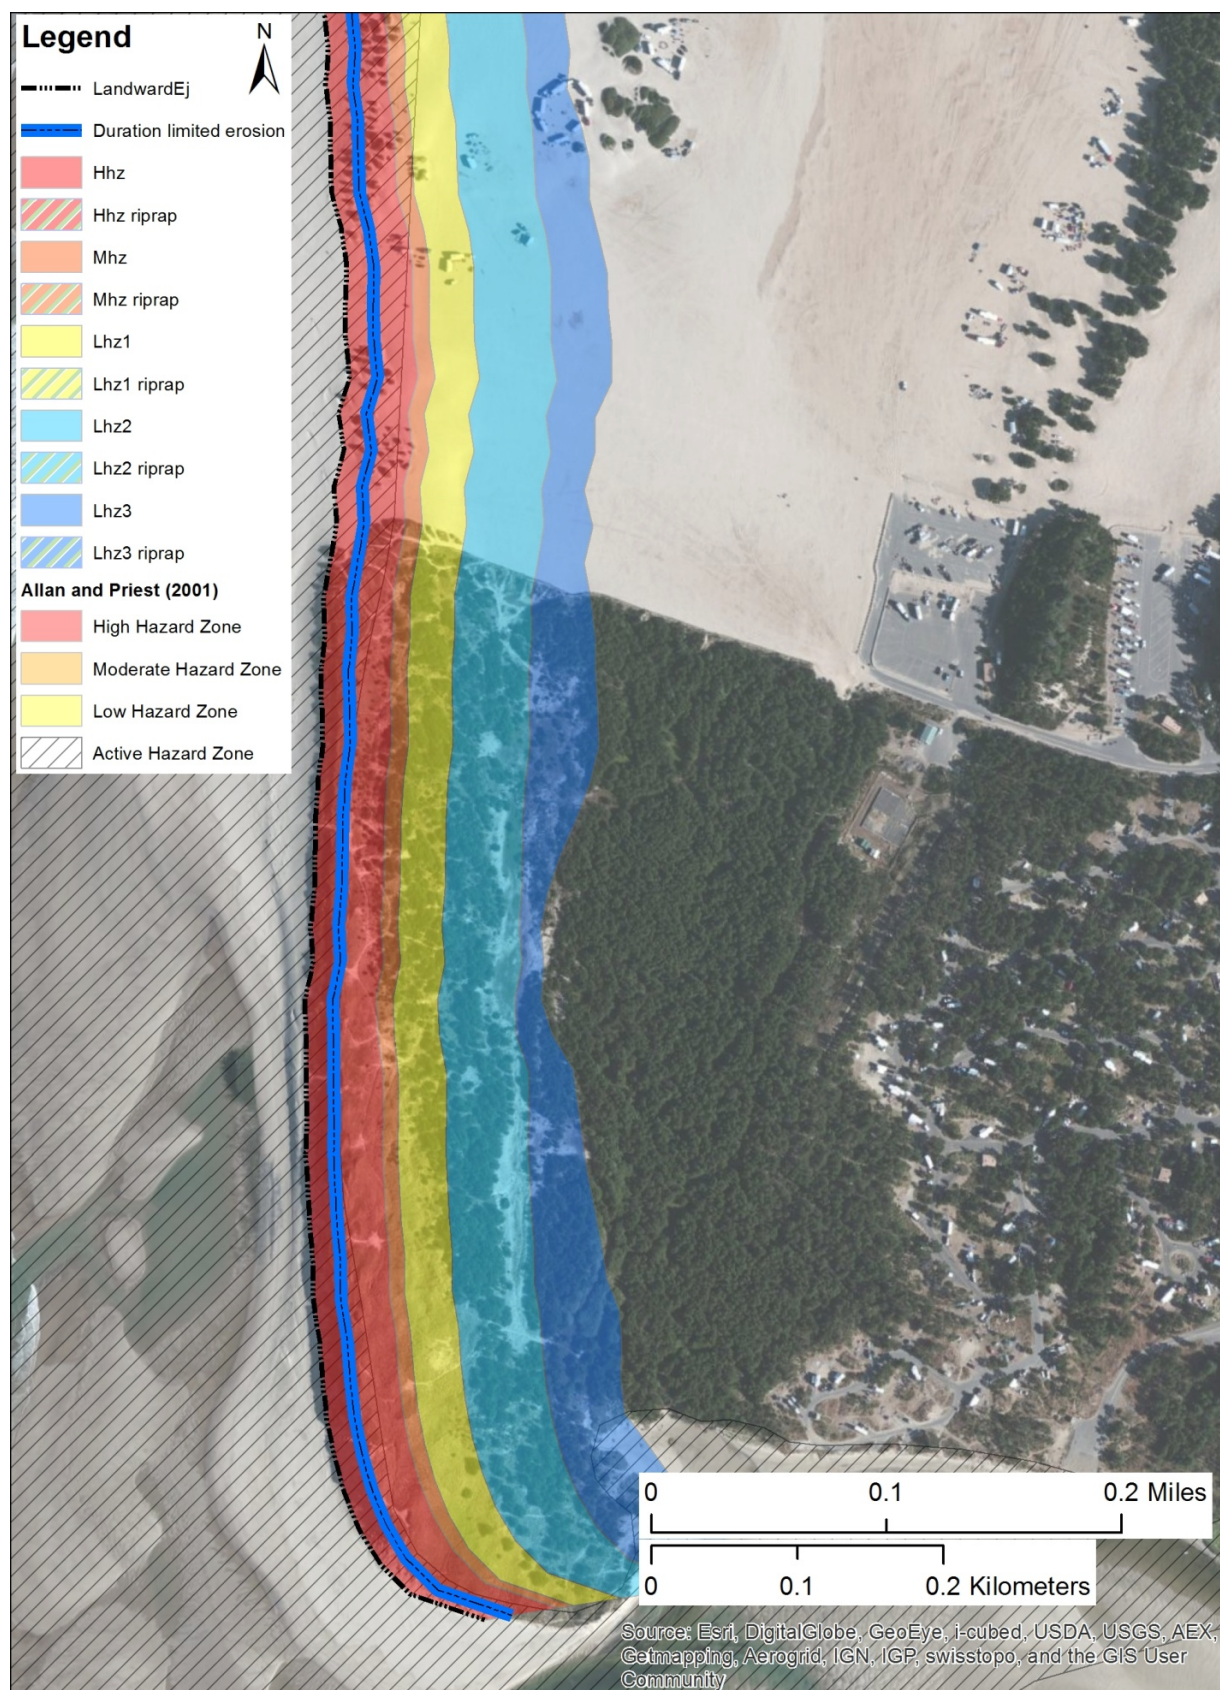 Legend
N
LandwardEj
Duration limited erosion
Hhz
Hhz riprap
Mhz
Mhz riprap
Lhz1
Lhz1 riprap
Lhz2
Lhz2 riprap
Lhz3
Lhz3 riprap
Allan and Priest (2001)
High Hazard Zone
Moderate Hazard Zone
Low Hazard Zone
Active Hazard Zone
0 0.1 0.2 Miles
0 0.1 0.2 Kilometers
Source: Esri, DigitalGlobe, GeoEye, i-cubed, USDA, USGS, AEX,
Getmapping, Aerogrid, IGN, IGP, swisstopo, and the GIS User
Community